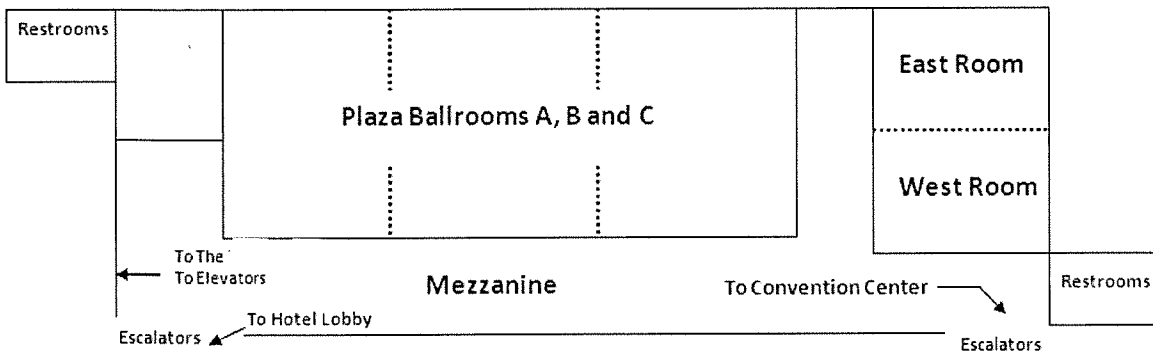 Restrooms
East Room
Plaza Ballrooms A, B and C
West Room
To The
To Elevators
Mezzanine
To Convention Center
Restrooms
To Hotel Lobby
Escalators
Escalators